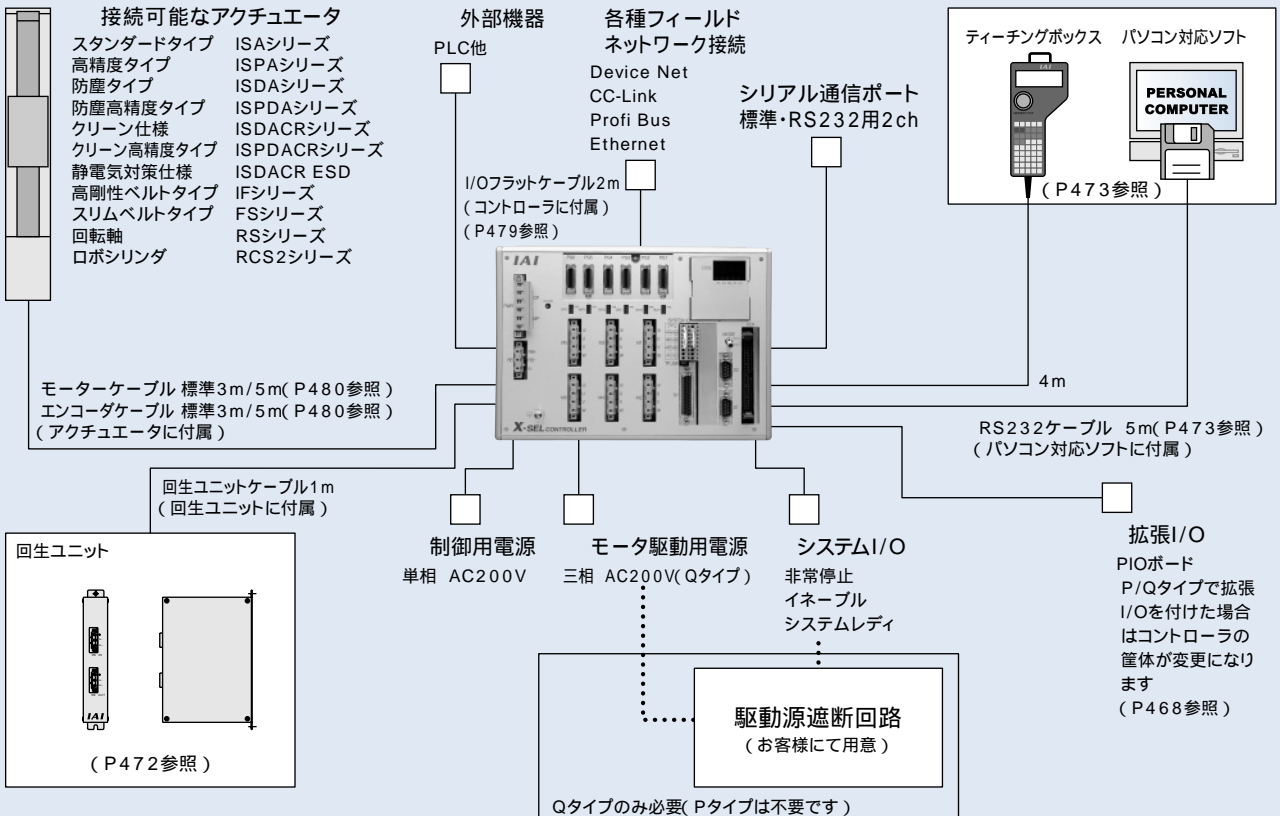 接続可能なアクチュエータ
スタンダードタイプ ISAシリーズ
高精度タイプ ISPAシリーズ
防塵タイプ ISDAシリーズ
防塵高精度タイプ ISPDAシリーズ
クリーン仕様 ISDACRシリーズ
クリーン高精度タイプ ISPDACRシリーズ
静電気対策仕様 ISDACR ESD
高剛性ベルトタイプ IFシリーズ
スリムベルトタイプ FSシリーズ
回転軸 RSシリーズ
ロボシリンダ RCS2シリーズ
外部機器
PLC他
各種フィールド
ネットワーク接続
Device Net
CC-Link
Profi Bus
Ethernet
シリアル通信ポート
標準・RS232用2ch
ティーチングボックス パソコン対応ソフト
IAI
PERSONAL
COMPUTER
(P473参照)
I/Oフラットケーブル2m
(コントローラに付属)
(P479参照)
IAI
X-SEL CONTROLLER
モーターケーブル 標準3m/5m(P480参照)
エンコーダケーブル 標準3m/5m(P480参照)
(アクチュエータに付属)
4m
RS232ケーブル 5m(P473参照)
(パソコン対応ソフトに付属)
回生ユニットケーブル1m
(回生ユニットに付属)
回生ユニット
IAI
(P472参照)
制御用電源
単相 AC200V
モータ駆動用電源
三相 AC200V(Qタイプ)
システムI/O
非常停止
イネーブル
システムレディ
拡張I/O
PIOボード
P/Qタイプで拡張
I/Oを付けた場合
はコントローラの
筐体が変更になり
ます
(P468参照)
駆動源遮断回路
(お客様にて用意)
Qタイプのみ必要(Pタイプは不要です)